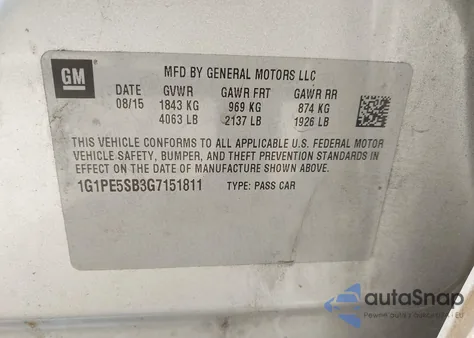 GM
MFD BY GENERAL MOTORS LLC
DATE GVWR GAWR FRT GAWR RR
08/15 1843 KG 969 KG 874 KG
4063 LB 2137 LB 1926 LB
THIS VEHICLE CONFORMS TO ALL APPLICABLE U.S. FEDERAL MOTOR
VEHICLE SAFETY, BUMPER, AND THEFT PREVENTION STANDARDS IN
EFFECT ON THE DATE OF MANUFACTURE SHOWN ABOVE.
1G1PE5SB3G7151811 TYPE: PASS CAR
autoSnap
Pewne auta z